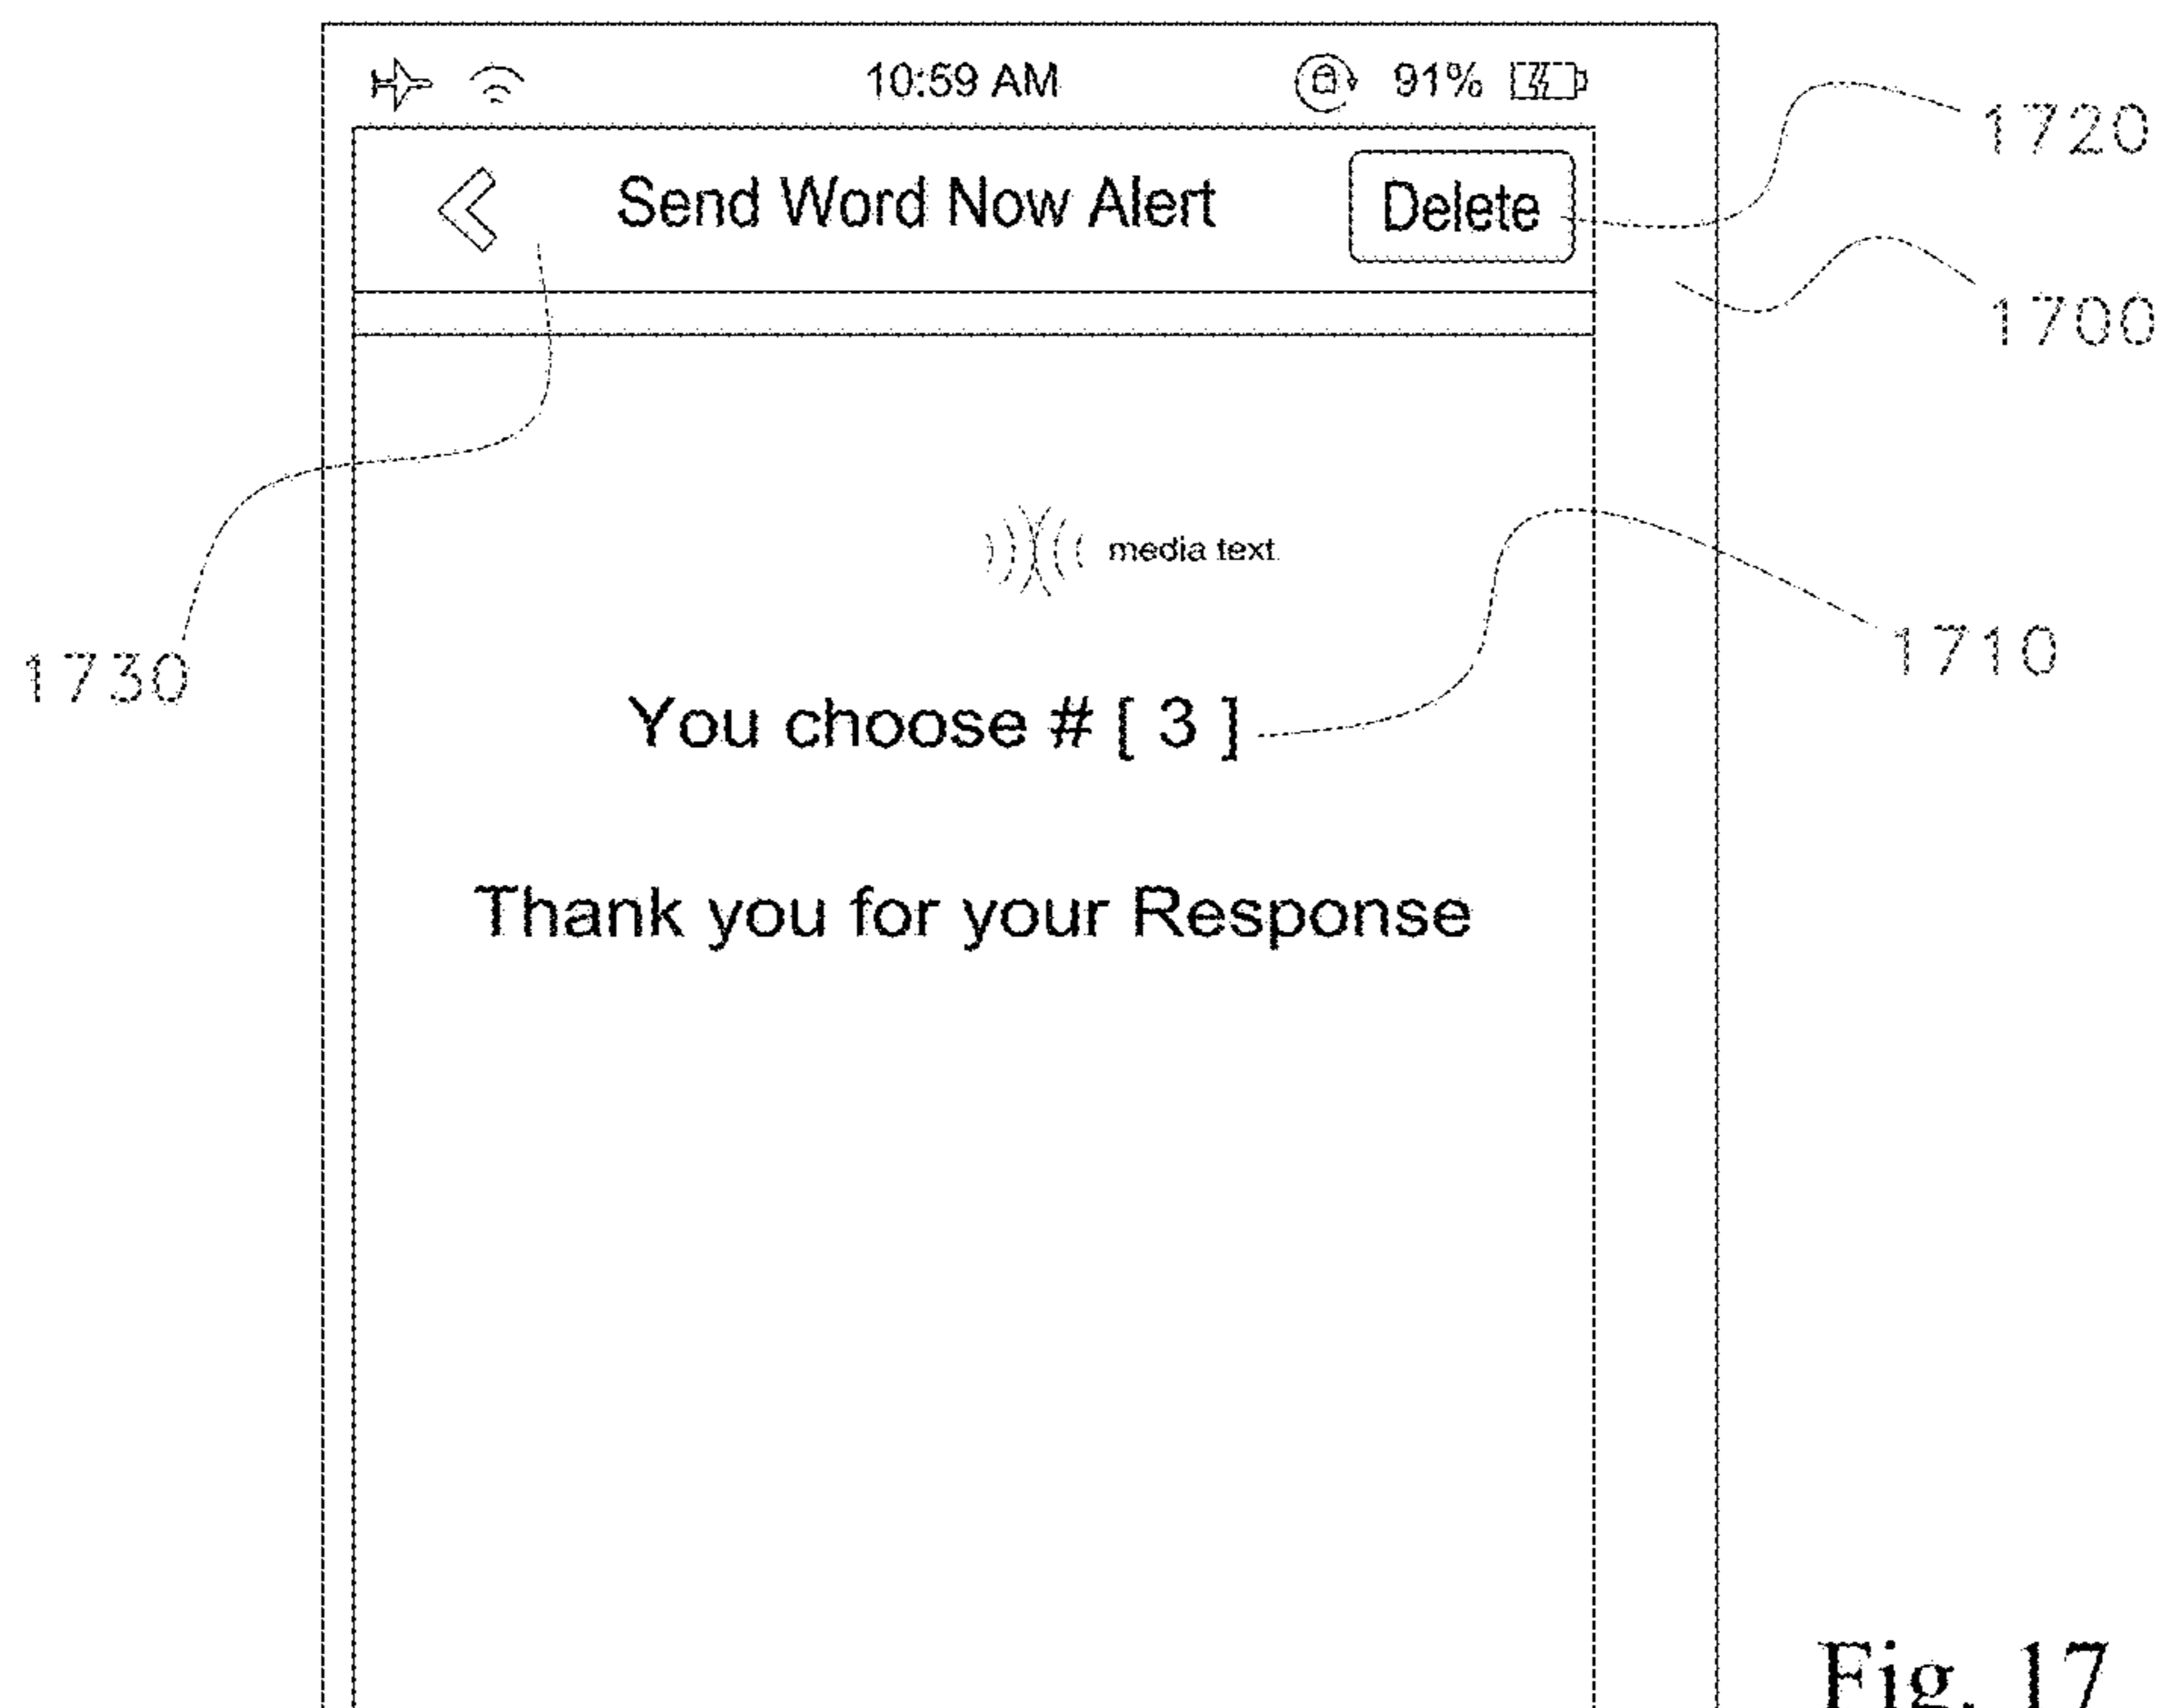 10:59 AM 91%
1720
Send Word Now Alert Delete
1700
media text
1710
1730
You choose # [ 3 ]
Thank you for your Response
Fig. 17